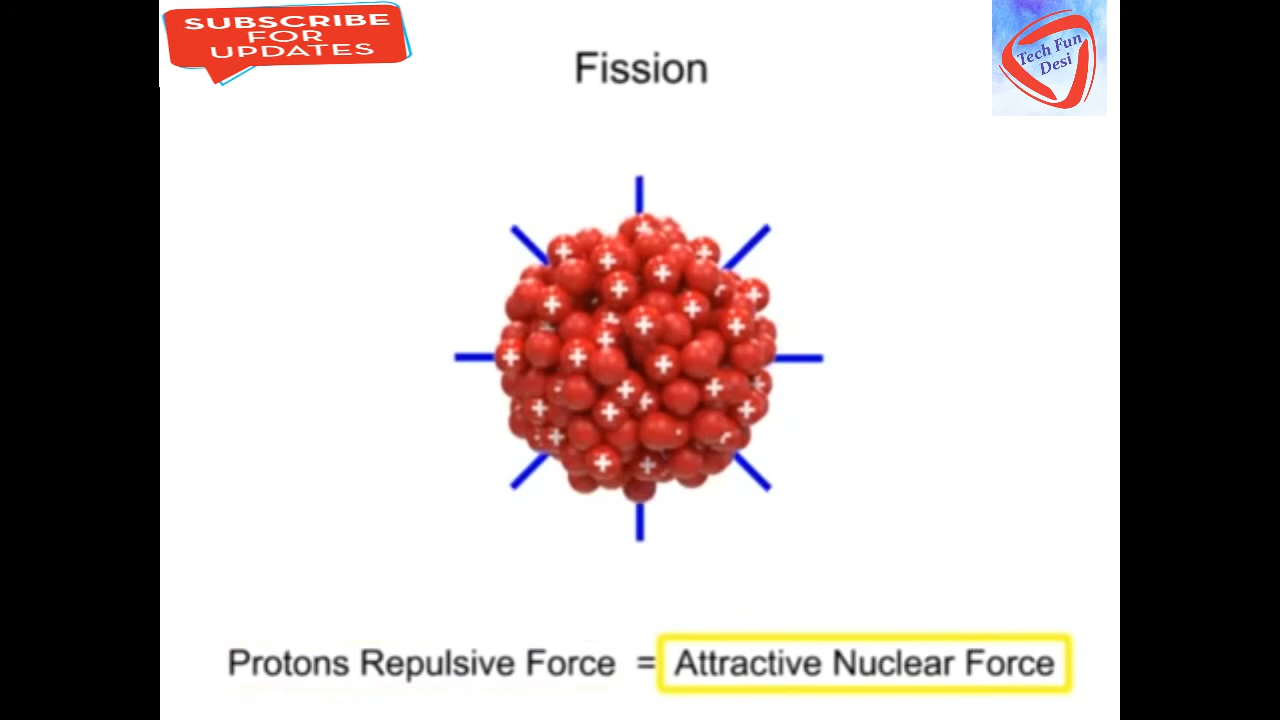 SUBSCRIBE
FOR
UPDATES
Tech Fun
Desi
Fission
Protons Repulsive Force = Attractive Nuclear Force